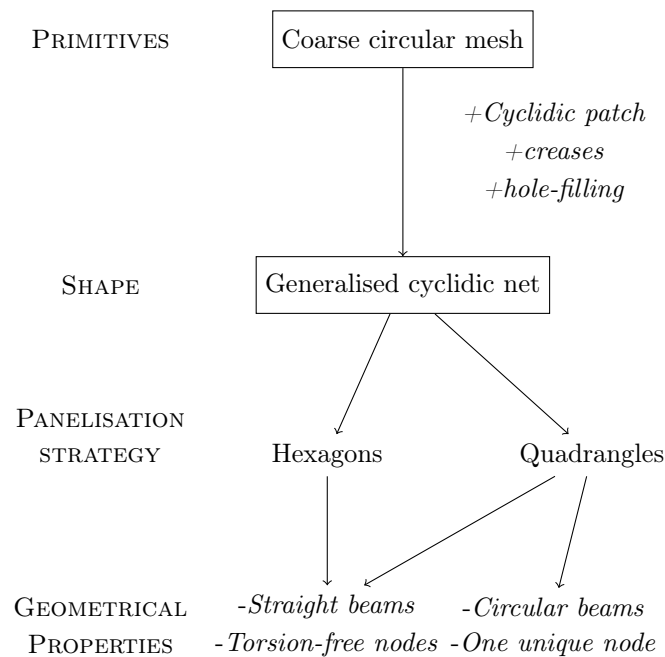 PRIMITIVES
Coarse circular mesh
+Cyclidic patch
+creases
+hole-filling
SHAPE
Generalised cyclidic net
PANELISATION
STRATEGY
Hexagons
Quadrangles
GEOMETRICAL
PROPERTIES
-Straight beams
-Torsion-free nodes
-Circular beams
-One unique node